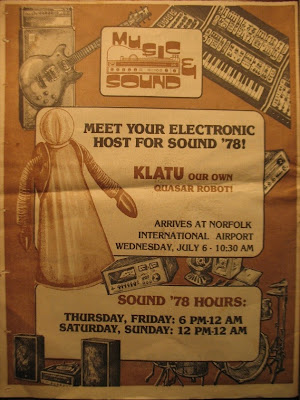 MUSIC
&
SOUND
MEET YOUR ELECTRONIC
HOST FOR SOUND '78!
KLATU OUR OWN
QUASAR ROBOT!
ARRIVES AT NORFOLK
INTERNATIONAL AIRPORT
WEDNESDAY, JULY 6 - 10:30 AM
SOUND '78 HOURS:
THURSDAY, FRIDAY: 6 PM-12 AM
SATURDAY, SUNDAY: 12 PM-12 AM